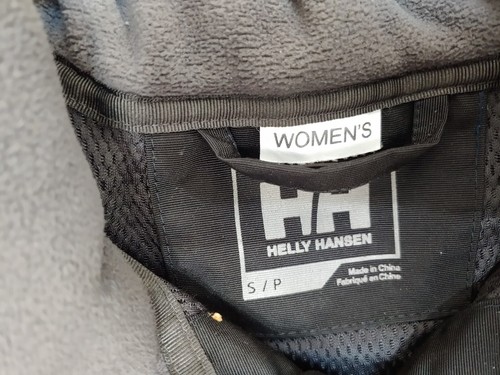 WOMEN'S
HH
HELLY HANSEN
S / P
Made in China
Fabriqué en Chine